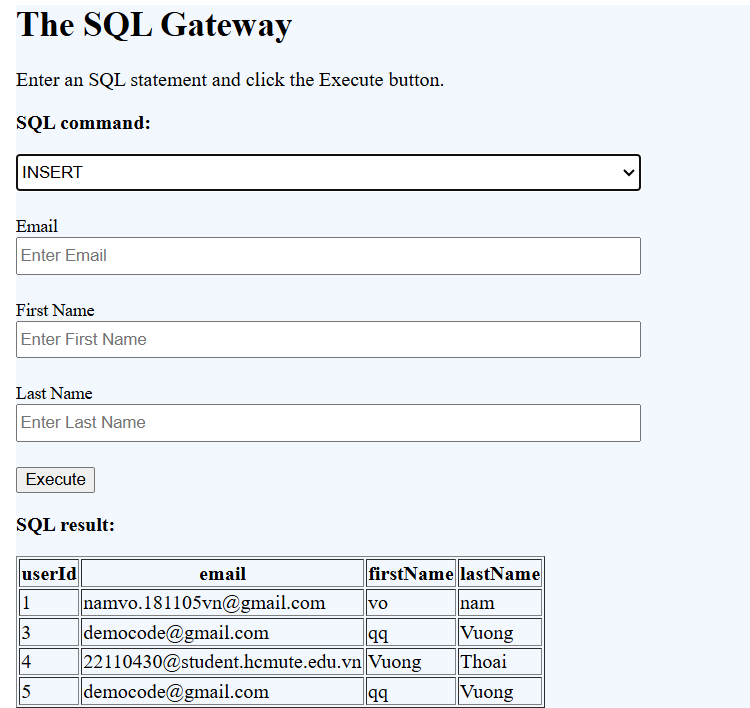 The SQL Gateway
Enter an SQL statement and click the Execute button.
SQL command:
INSERT
Email
Enter Email
First Name
Enter First Name
Last Name
Enter Last Name
Execute
SQL result:
userId email firstName lastName
1 namvo.181105vn@gmail.com vo nam
3 democode@gmail.com qq Vuong
4 22110430@student.hcmute.edu.vn Vuong Thoai
5 democode@gmail.com qq Vuong